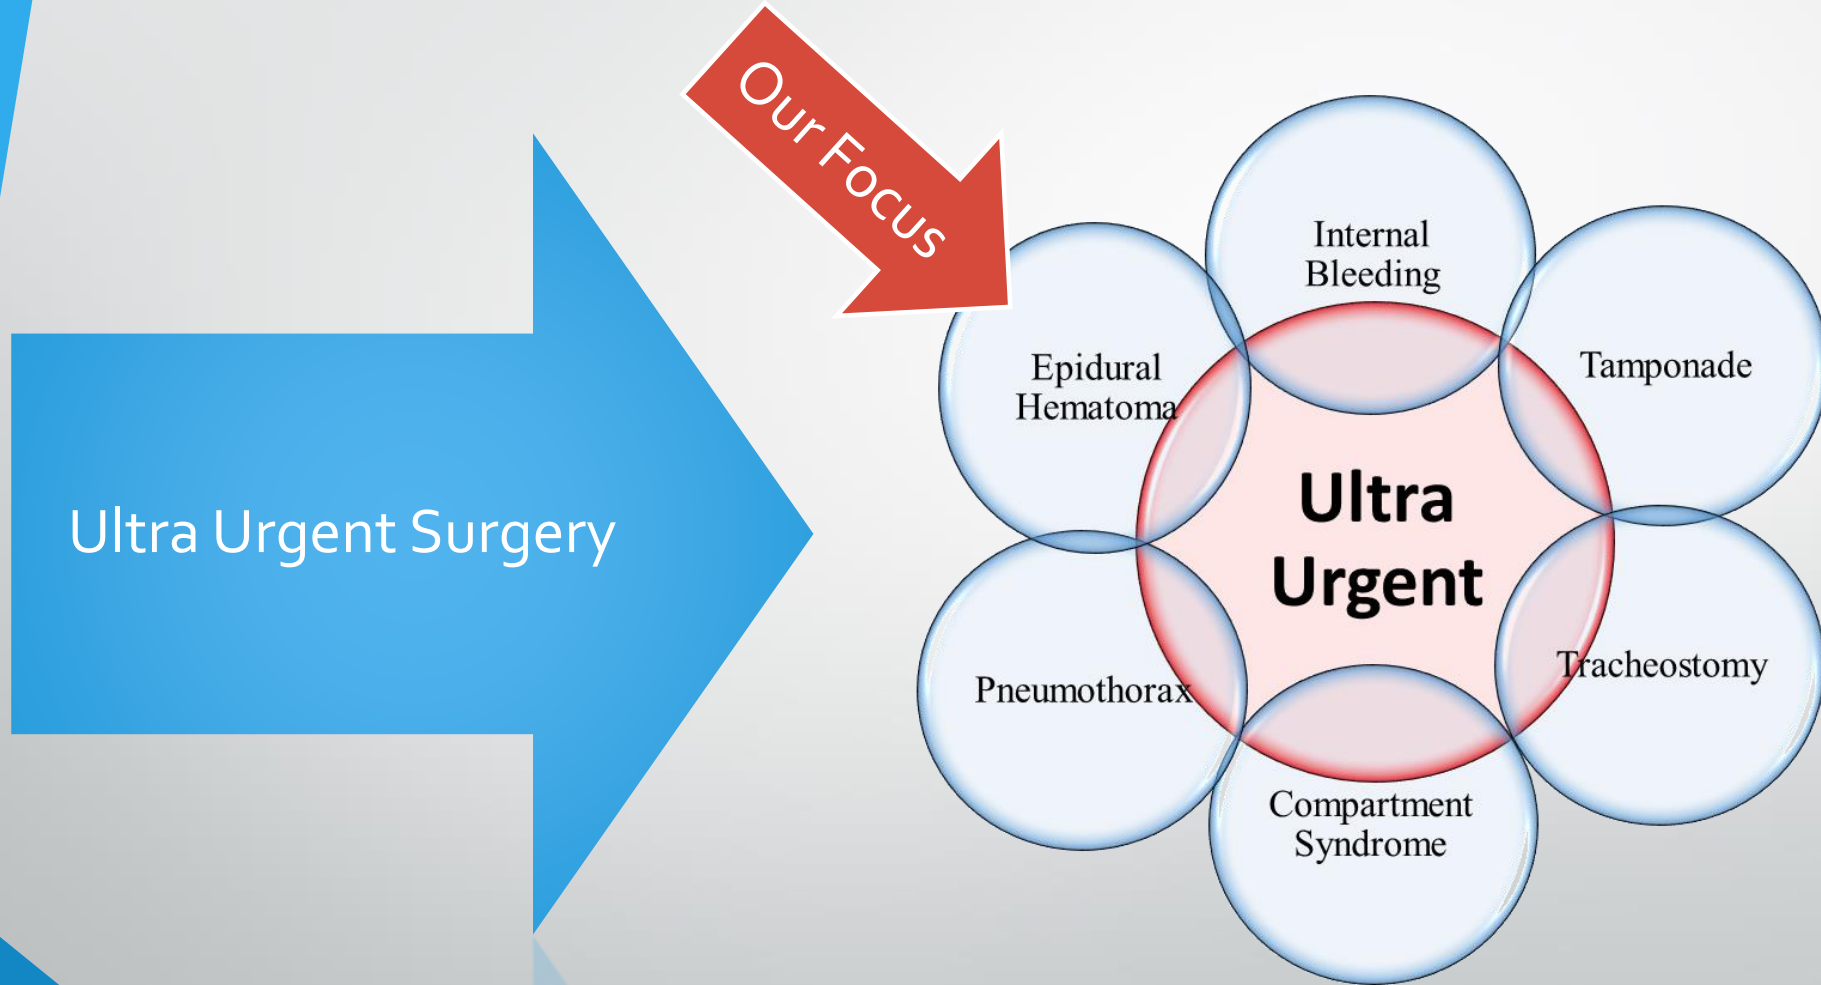 Our Focus
Ultra Urgent Surgery
Internal
Bleeding
Epidural
Hematoma
Tamponade
Ultra
Urgent
Pneumothorax
Tracheostomy
Compartment
Syndrome